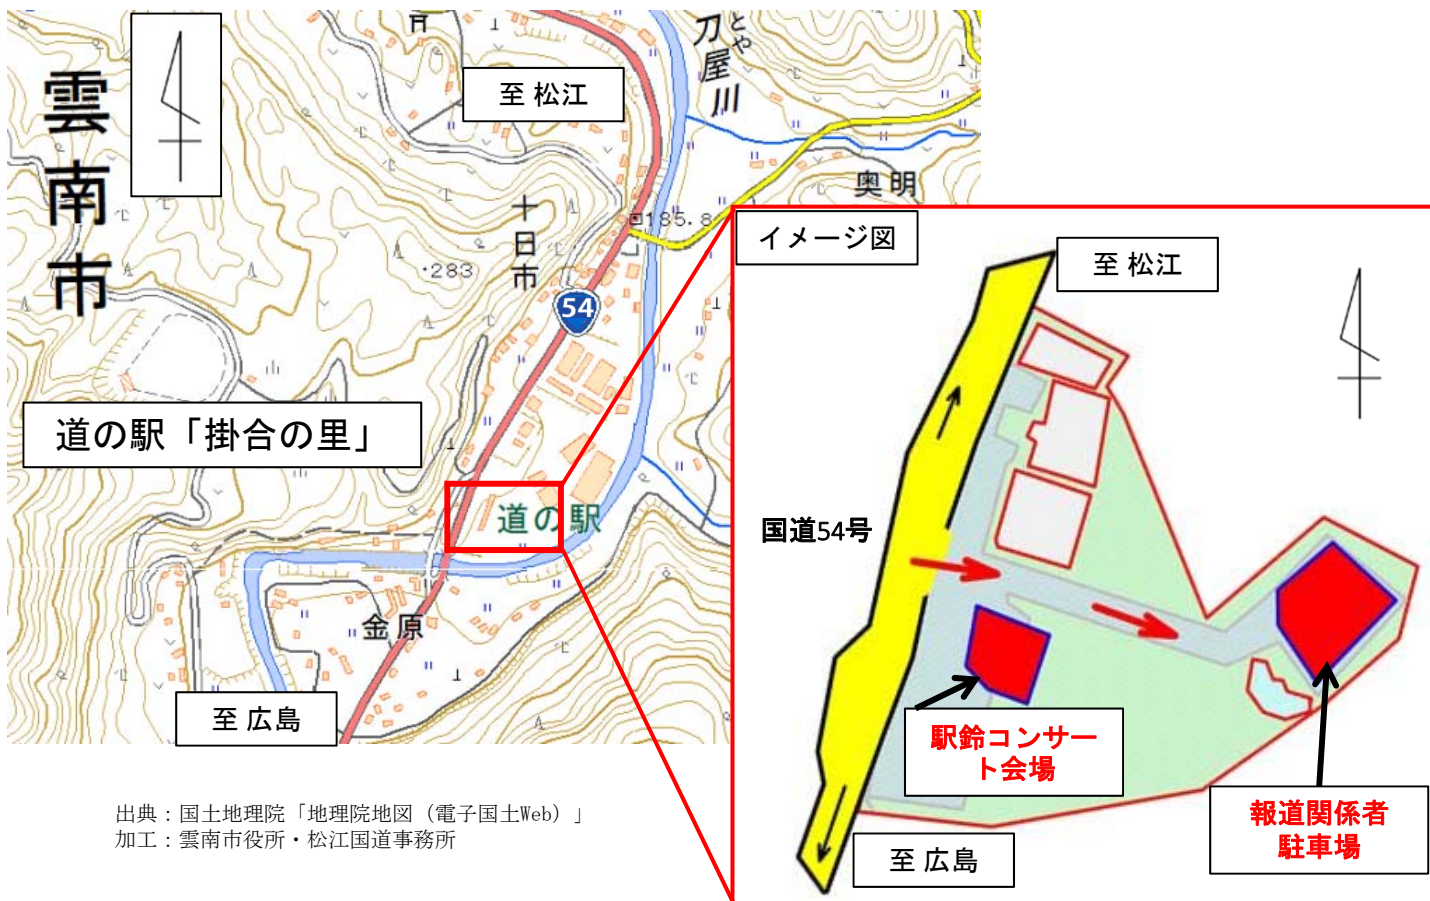 雲南市
至 松江
刀屋川
とや
奥明
185.8
十日市
・283
54
道の駅「掛合の里」
道の駅
金原
至 広島
イメージ図
至 松江
国道54号
駅鈴コンサー
ト会場
報道関係者
駐車場
至 広島
出典：国土地理院「地理院地図（電子国土Web）」
加工：雲南市役所・松江国道事務所